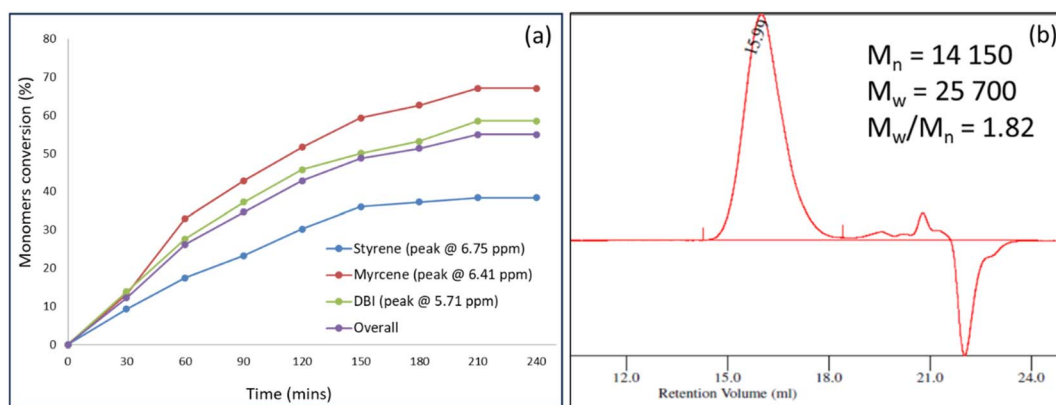 (a)
80
70
60
50
40
30
20
10
0
Monomers conversion (%)
Styrene (peak @ 6.75 ppm)
Myrcene (peak @ 6.41 ppm)
DBI (peak @ 5.71 ppm)
Overall
0 30 60 90 120 150 180 210 240
Time (mins)
(b)
15.99
Mₙ = 14 150
M_w = 25 700
M_w/Mₙ = 1.82
12.0 15.0 18.0 21.0 24.0
Retention Volume (ml)